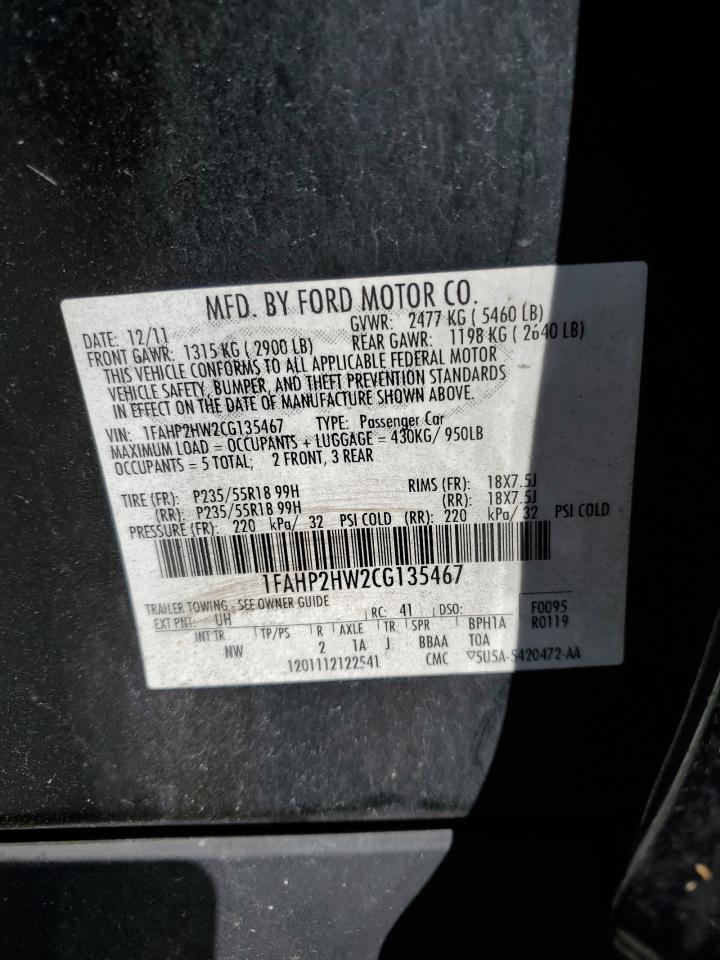 MFD. BY FORD MOTOR CO.
DATE: 12/11 GVWR: 2477 KG ( 5460 LB)
FRONT GAWR: 1315 KG ( 2900 LB) REAR GAWR: 1198 KG ( 2640 LB)
THIS VEHICLE CONFORMS TO ALL APPLICABLE FEDERAL MOTOR
VEHICLE SAFETY, BUMPER, AND THEFT PREVENTION STANDARDS
IN EFFECT ON THE DATE OF MANUFACTURE SHOWN ABOVE.
VIN: 1FAHP2HW2CG135467 TYPE: Passenger Car
MAXIMUM LOAD = OCCUPANTS + LUGGAGE = 430KG/ 950LB
OCCUPANTS = 5 TOTAL; 2 FRONT, 3 REAR
TIRE (FR): P235/55R18 99H RIMS (FR): 18X7.5J
(RR): P235/55R18 99H (RR): 18X7.5J
PRESSURE (FR): 220 kPa/ 32 PSI COLD (RR): 220 kPa/ 32 PSI COLD
1FAHP2HW2CG135467
TRAILER TOWING - SEE OWNER GUIDE
EXT PNT: UH RC: 41 DSO: F0095
INT TR TP/PS R AXLE TR SPR BPH1A R0119
NW 2 1A J BBAA T0A
1201112122541 CMC ▽5U5A-5420472-AA